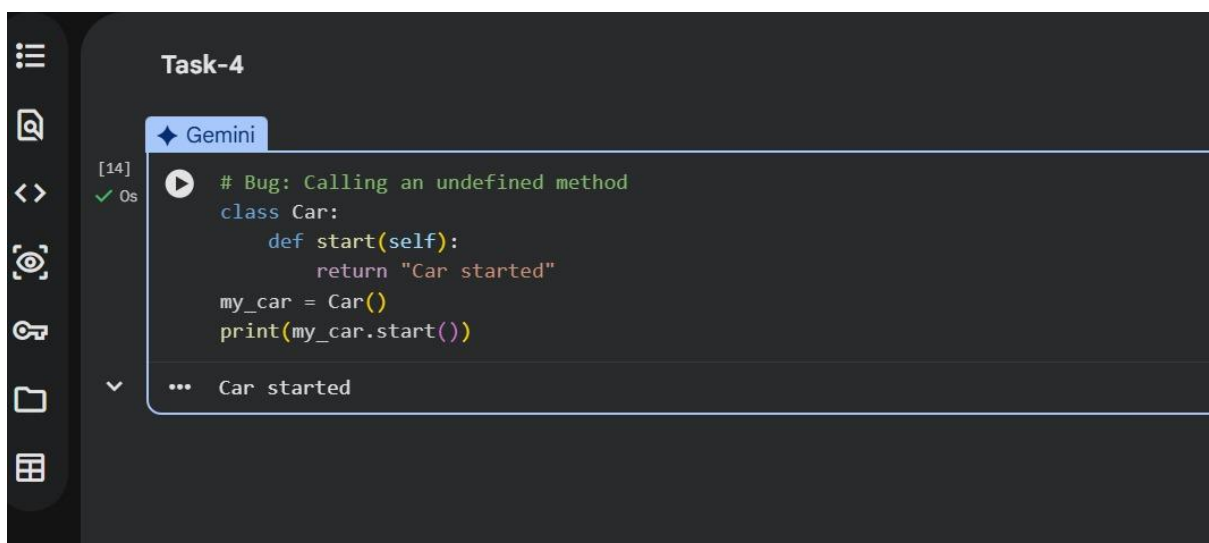 Task-4
Gemini
[14]
0s
# Bug: Calling an undefined method
class Car:
    def start(self):
        return "Car started"
my_car = Car()
print(my_car.start())
Car started